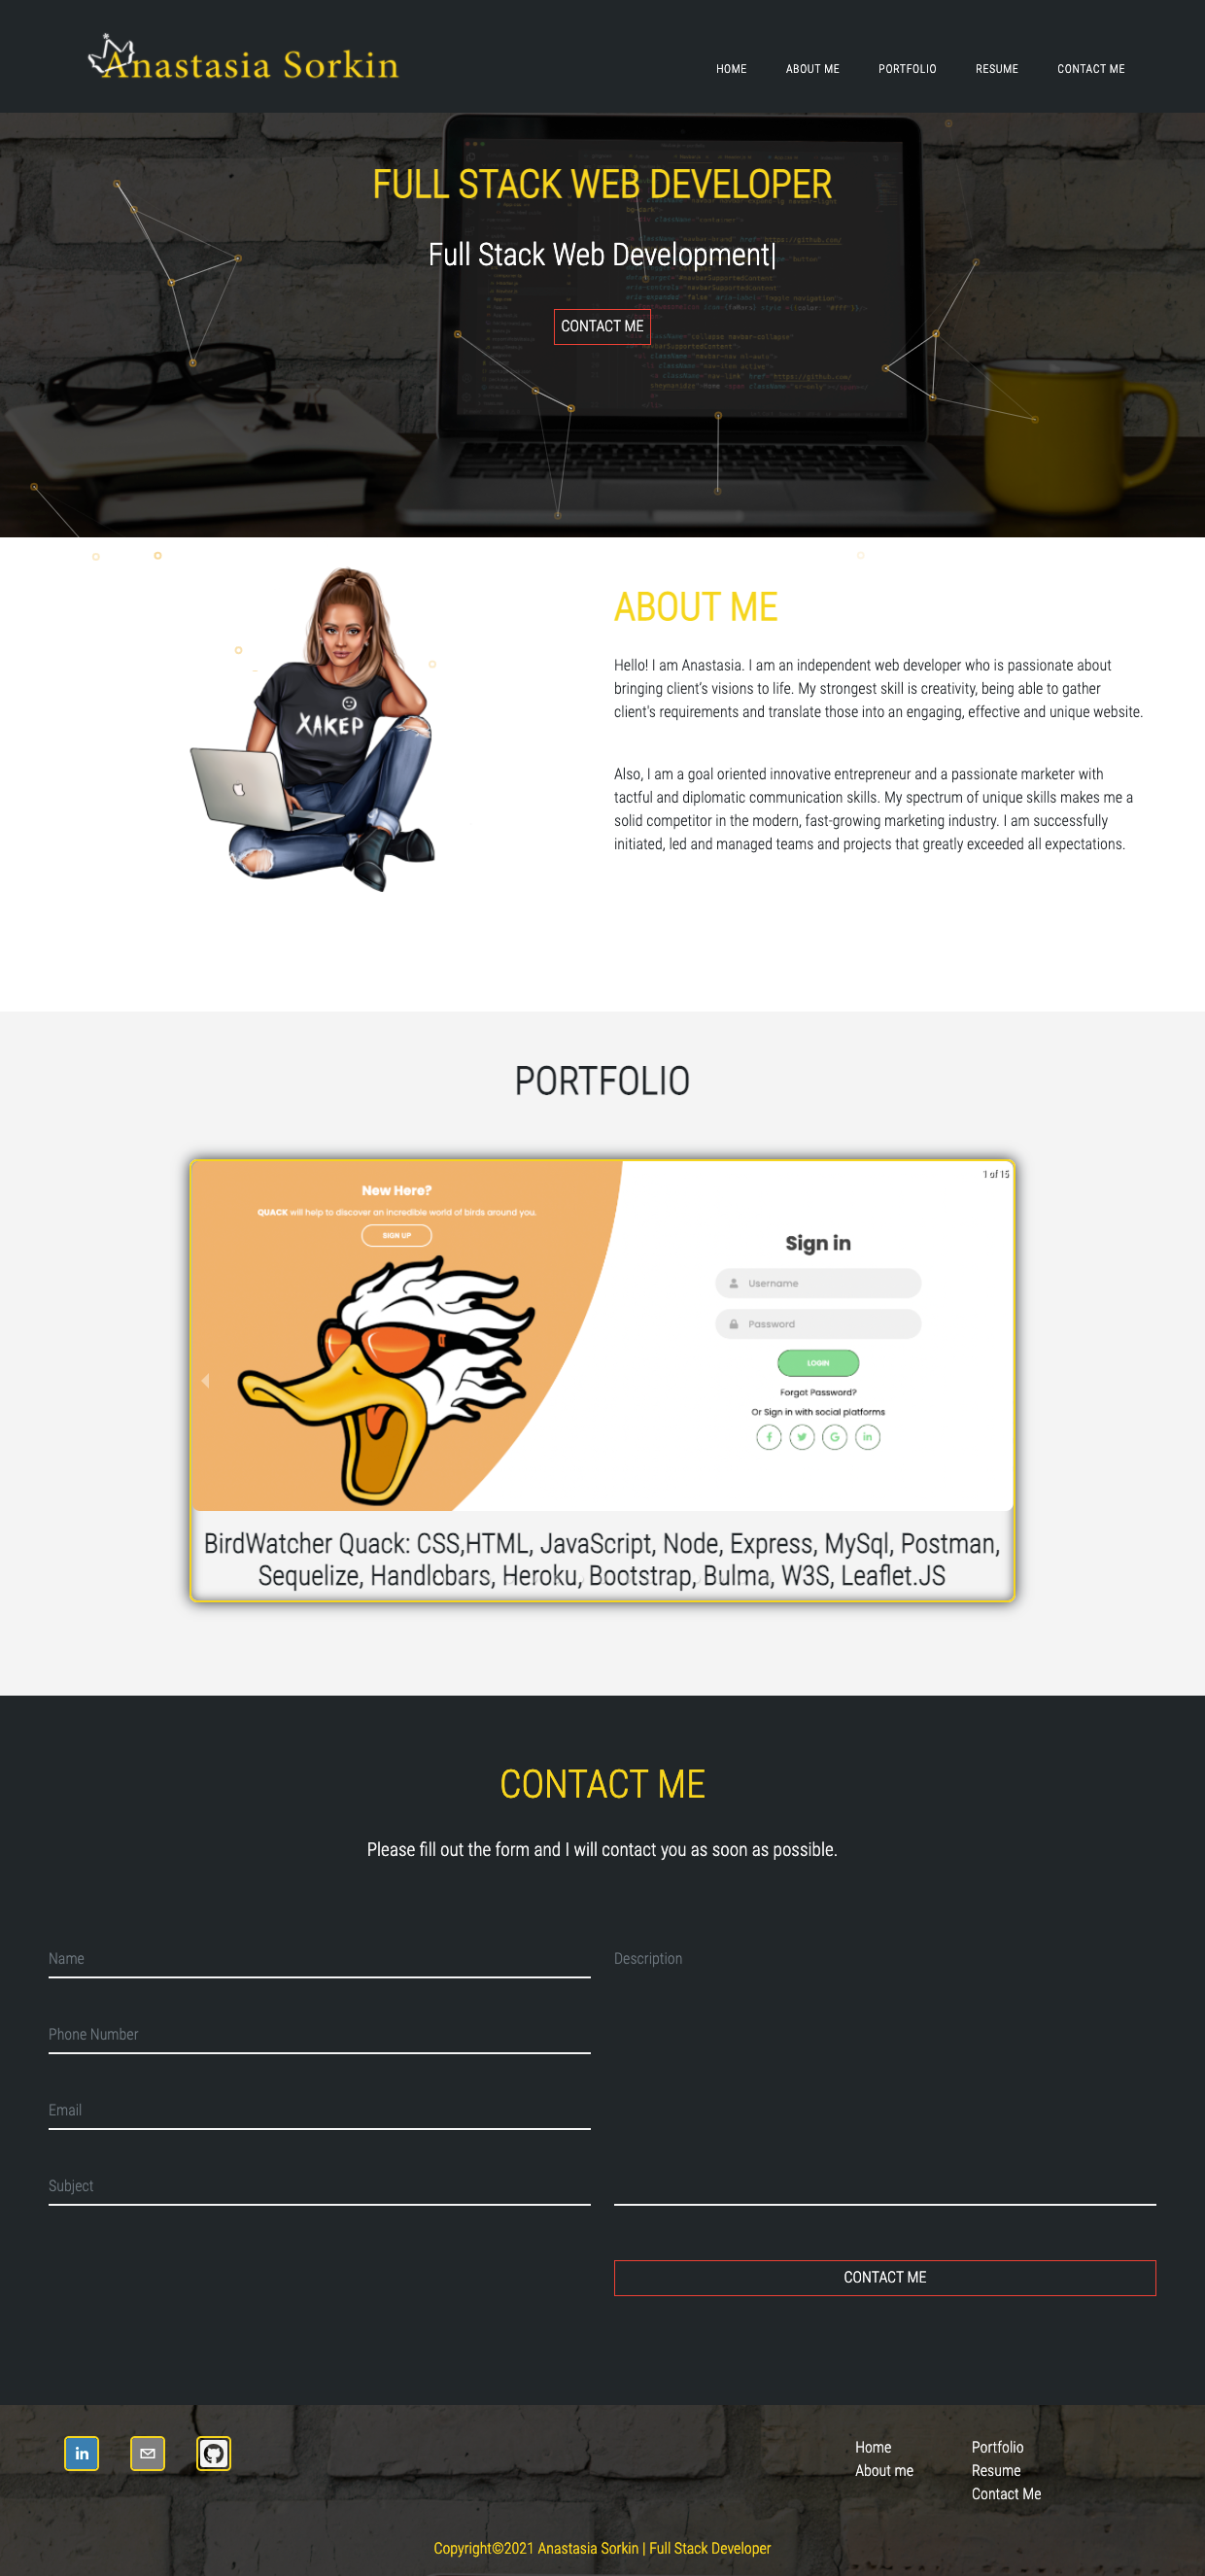 Anastasia Sorkin
HOME ABOUT ME PORTFOLIO RESUME CONTACT ME
FULL STACK WEB DEVELOPER
Full Stack Web Development|
CONTACT ME
ABOUT ME
Hello! I am Anastasia. I am an independent web developer who is passionate about
bringing client's visions to life. My strongest skill is creativity, being able to gather
client's requirements and translate those into an engaging, effective and unique website.
Also, I am a goal oriented innovative entrepreneur and a passionate marketer with
tactful and diplomatic communication skills. My spectrum of unique skills makes me a
solid competitor in the modern, fast-growing marketing industry. I am successfully
initiated, led and managed teams and projects that greatly exceeded all expectations.
ХАКЕР
PORTFOLIO
1 of 15
New Here?
QUACK will help to discover an incredible world of birds around you.
SIGN UP
Sign in
Username
Password
LOGIN
Forgot Password?
Or Sign in with social platforms
BirdWatcher Quack: CSS,HTML, JavaScript, Node, Express, MySql, Postman,
Sequelize, Handlebars, Heroku, Bootstrap, Bulma, W3S, Leaflet.JS
CONTACT ME
Please fill out the form and I will contact you as soon as possible.
Name
Description
Phone Number
Email
Subject
CONTACT ME
in
Home Portfolio
About me Resume
Contact Me
Copyright©2021 Anastasia Sorkin | Full Stack Developer